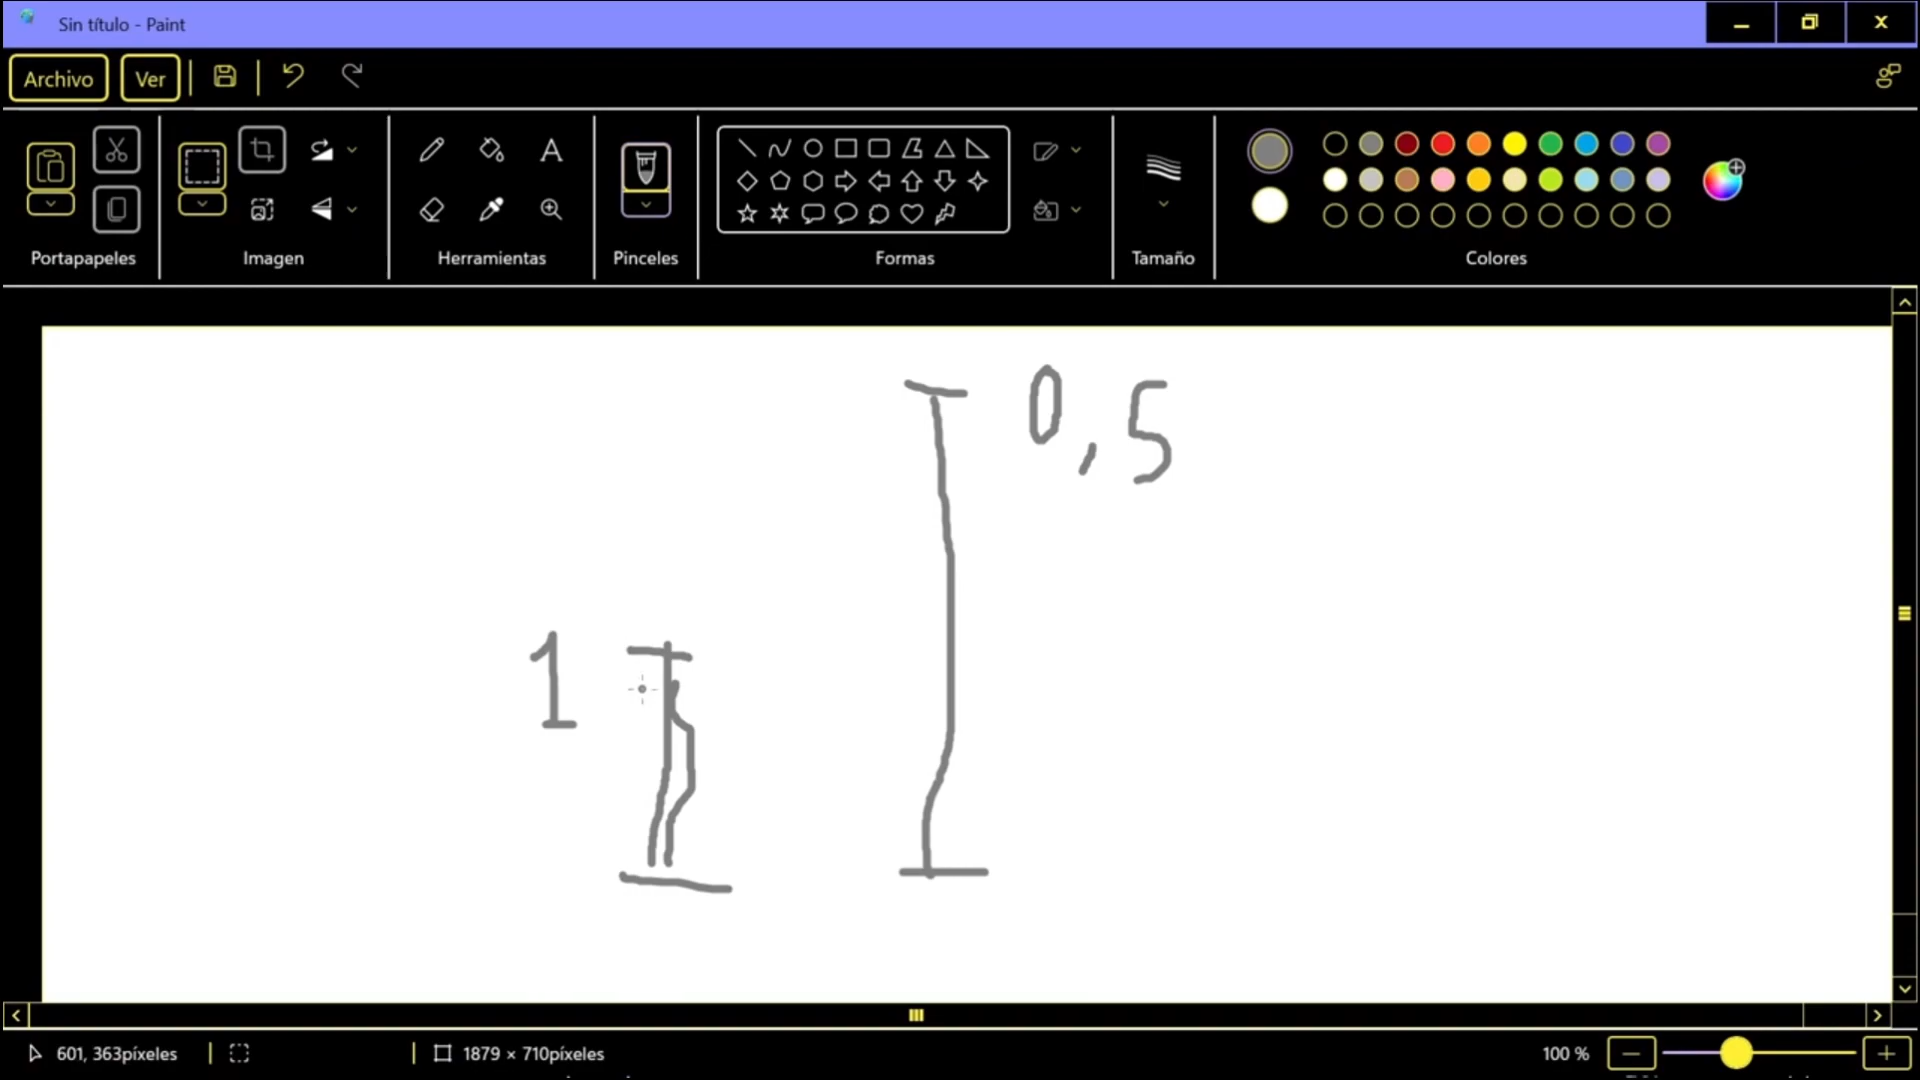 Sin título - Paint
Archivo Ver
Portapapeles Imagen Herramientas Pinceles Formas Tamaño Colores
0,5
1
601, 363píxeles 1879 × 710píxeles 100 %